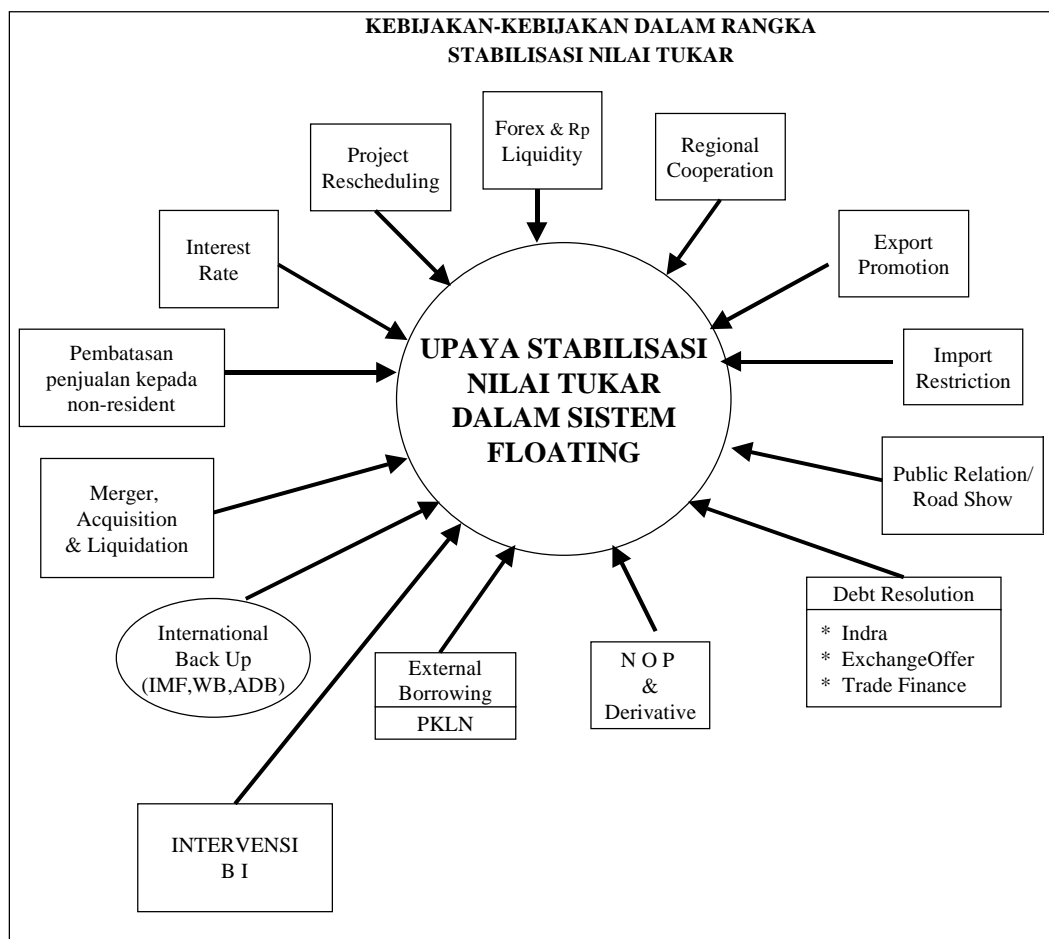 KEBIJAKAN-KEBIJAKAN DALAM RANGKA
STABILISASI NILAI TUKAR
Forex & Rp
Liquidity
Project
Rescheduling
Regional
Cooperation
Interest
Rate
Export
Promotion
Pembatasan
penjualan kepada
non-resident
UPAYA STABILISASI
NILAI TUKAR
DALAM SISTEM
FLOATING
Import
Restriction
Merger,
Acquisition
& Liquidation
Public Relation/
Road Show
International
Back Up
(IMF,WB,ADB)
External
Borrowing
PKLN
N O P
&
Derivative
Debt Resolution
* Indra
* ExchangeOffer
* Trade Finance
INTERVENSI
B I